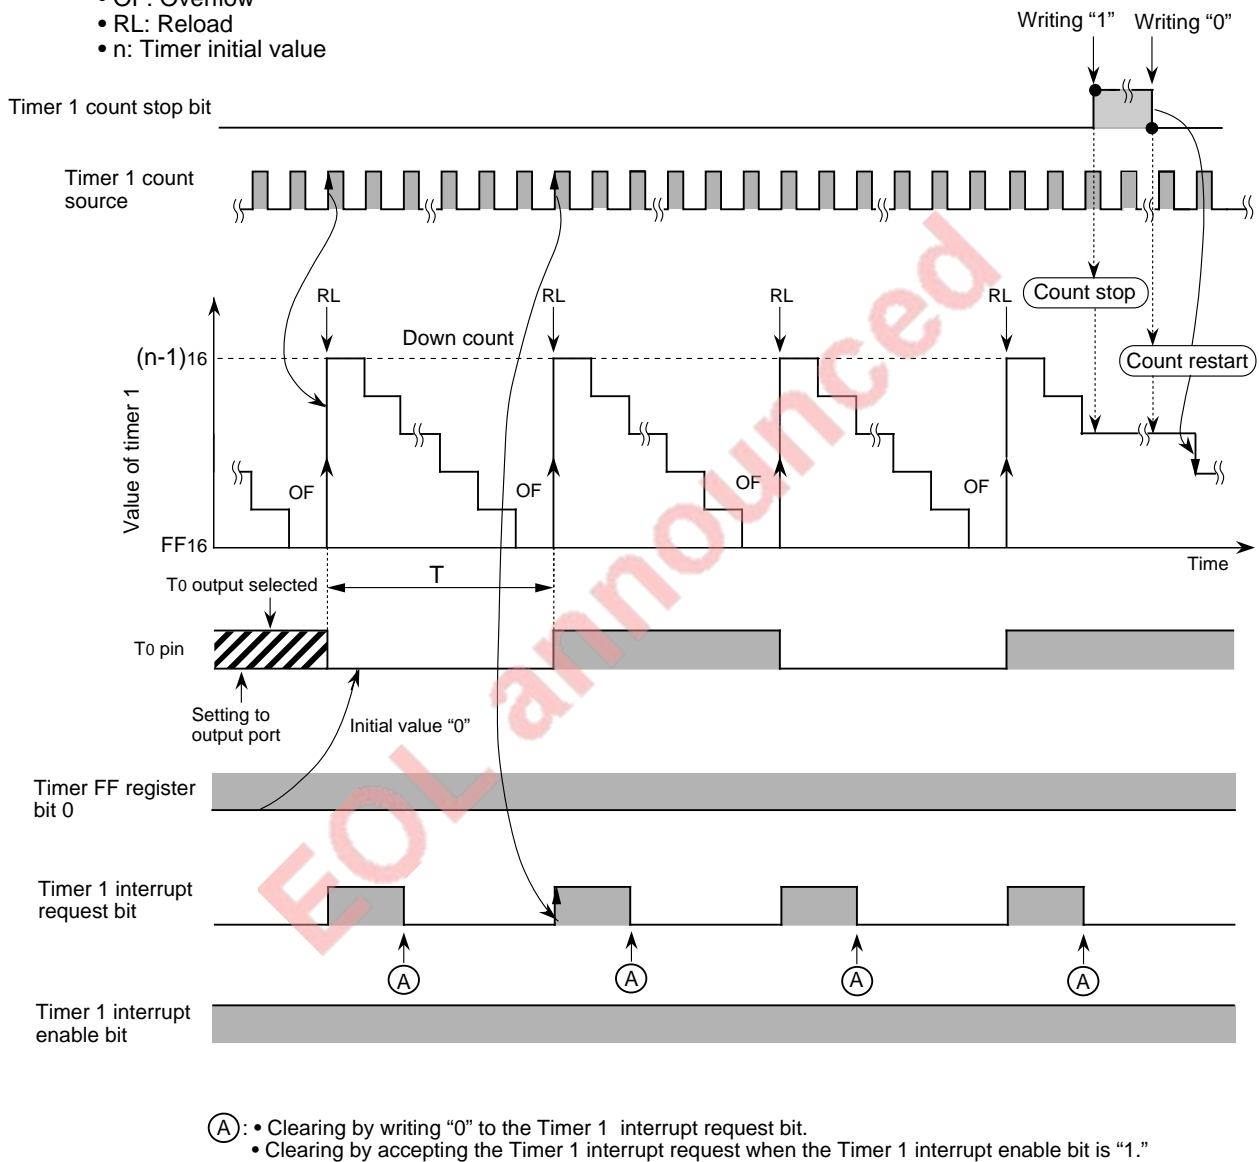 • OF: Overflow
• RL: Reload
• n: Timer initial value
Writing “1” Writing “0”
Timer 1 count stop bit
Timer 1 count
source
RL RL RL RL
Count stop
Down count
(n-1)16
Count restart
Value of timer 1
OF OF OF OF
FF16
Time
T0 output selected
T
T0 pin
Setting to
output port
Initial value “0”
Timer FF register
bit 0
Timer 1 interrupt
request bit
A A A A
Timer 1 interrupt
enable bit
EOL announced
A : • Clearing by writing “0” to the Timer 1 interrupt request bit.
• Clearing by accepting the Timer 1 interrupt request when the Timer 1 interrupt enable bit is “1.”